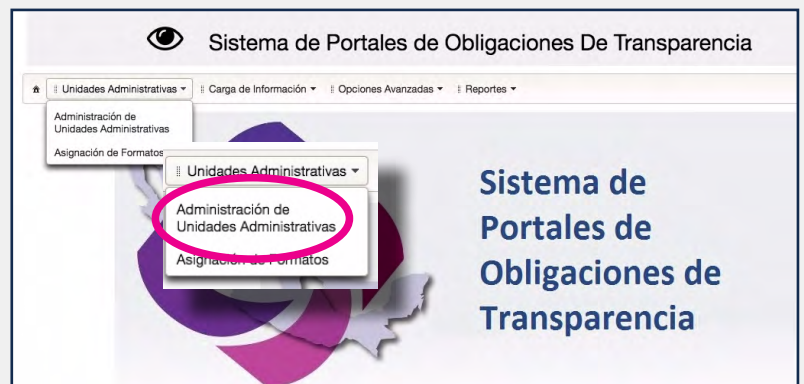 Sistema de Portales de Obligaciones De Transparencia
Unidades Administrativas
Carga de Información
Opciones Avanzadas
Reportes
Administración de
Unidades Administrativas
Asignación de Formatos
Unidades Administrativas
Administración de
Unidades Administrativas
Asignación de Formatos
Sistema de
Portales de
Obligaciones de
Transparencia